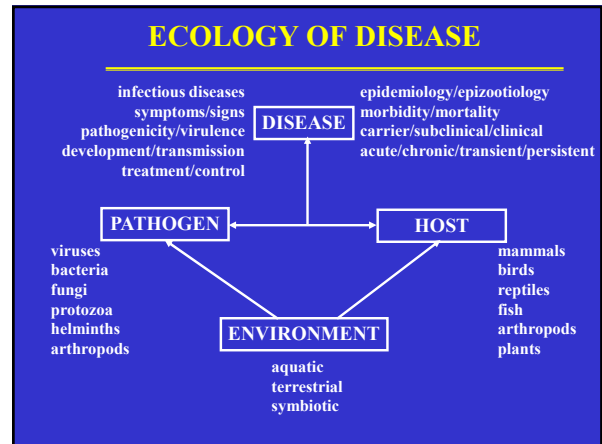 ECOLOGY OF DISEASE
infectious diseases
symptoms/signs
pathogenicity/virulence
development/transmission
treatment/control
DISEASE
epidemiology/epizootiology
morbidity/mortality
carrier/subclinical/clinical
acute/chronic/transient/persistent
PATHOGEN
viruses
bacteria
fungi
protozoa
helminths
arthropods
HOST
mammals
birds
reptiles
fish
arthropods
plants
ENVIRONMENT
aquatic
terrestrial
symbiotic